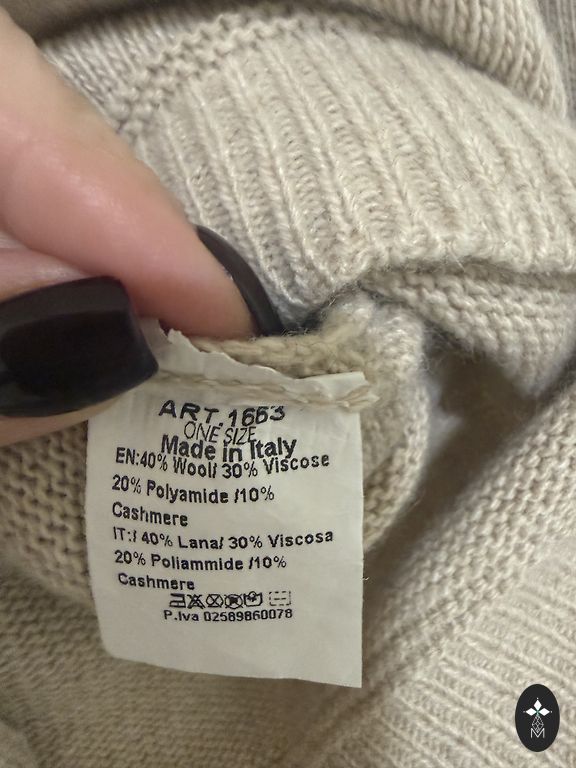 ART.1663
ONE SIZE
Made in Italy
EN:40% Wool/ 30% Viscose
20% Polyamide /10%
Cashmere
IT:/ 40% Lana/ 30% Viscosa
20% Poliammide /10%
Cashmere
P.Iva 02589860078
M